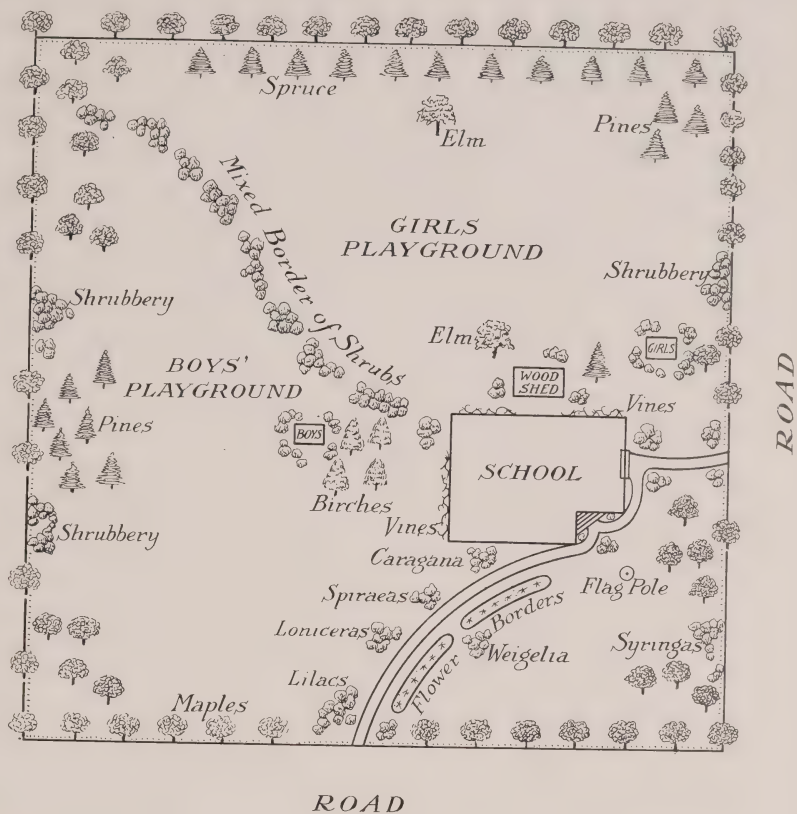 Spruce
Elm
Pines
Mixed Border of Shrubs
GIRLS
PLAYGROUND
Shrubbery
Shrubbery
Elm
GIRLS
BOYS'
PLAYGROUND
WOOD
SHED
Vines
Pines
BOYS
SCHOOL
ROAD
Birches
Vines
Shrubbery
Caragana
Spiraeas
Flag Pole
Flower Borders
Loniceras
Weigelia
Syringas
Lilacs
Maples
ROAD